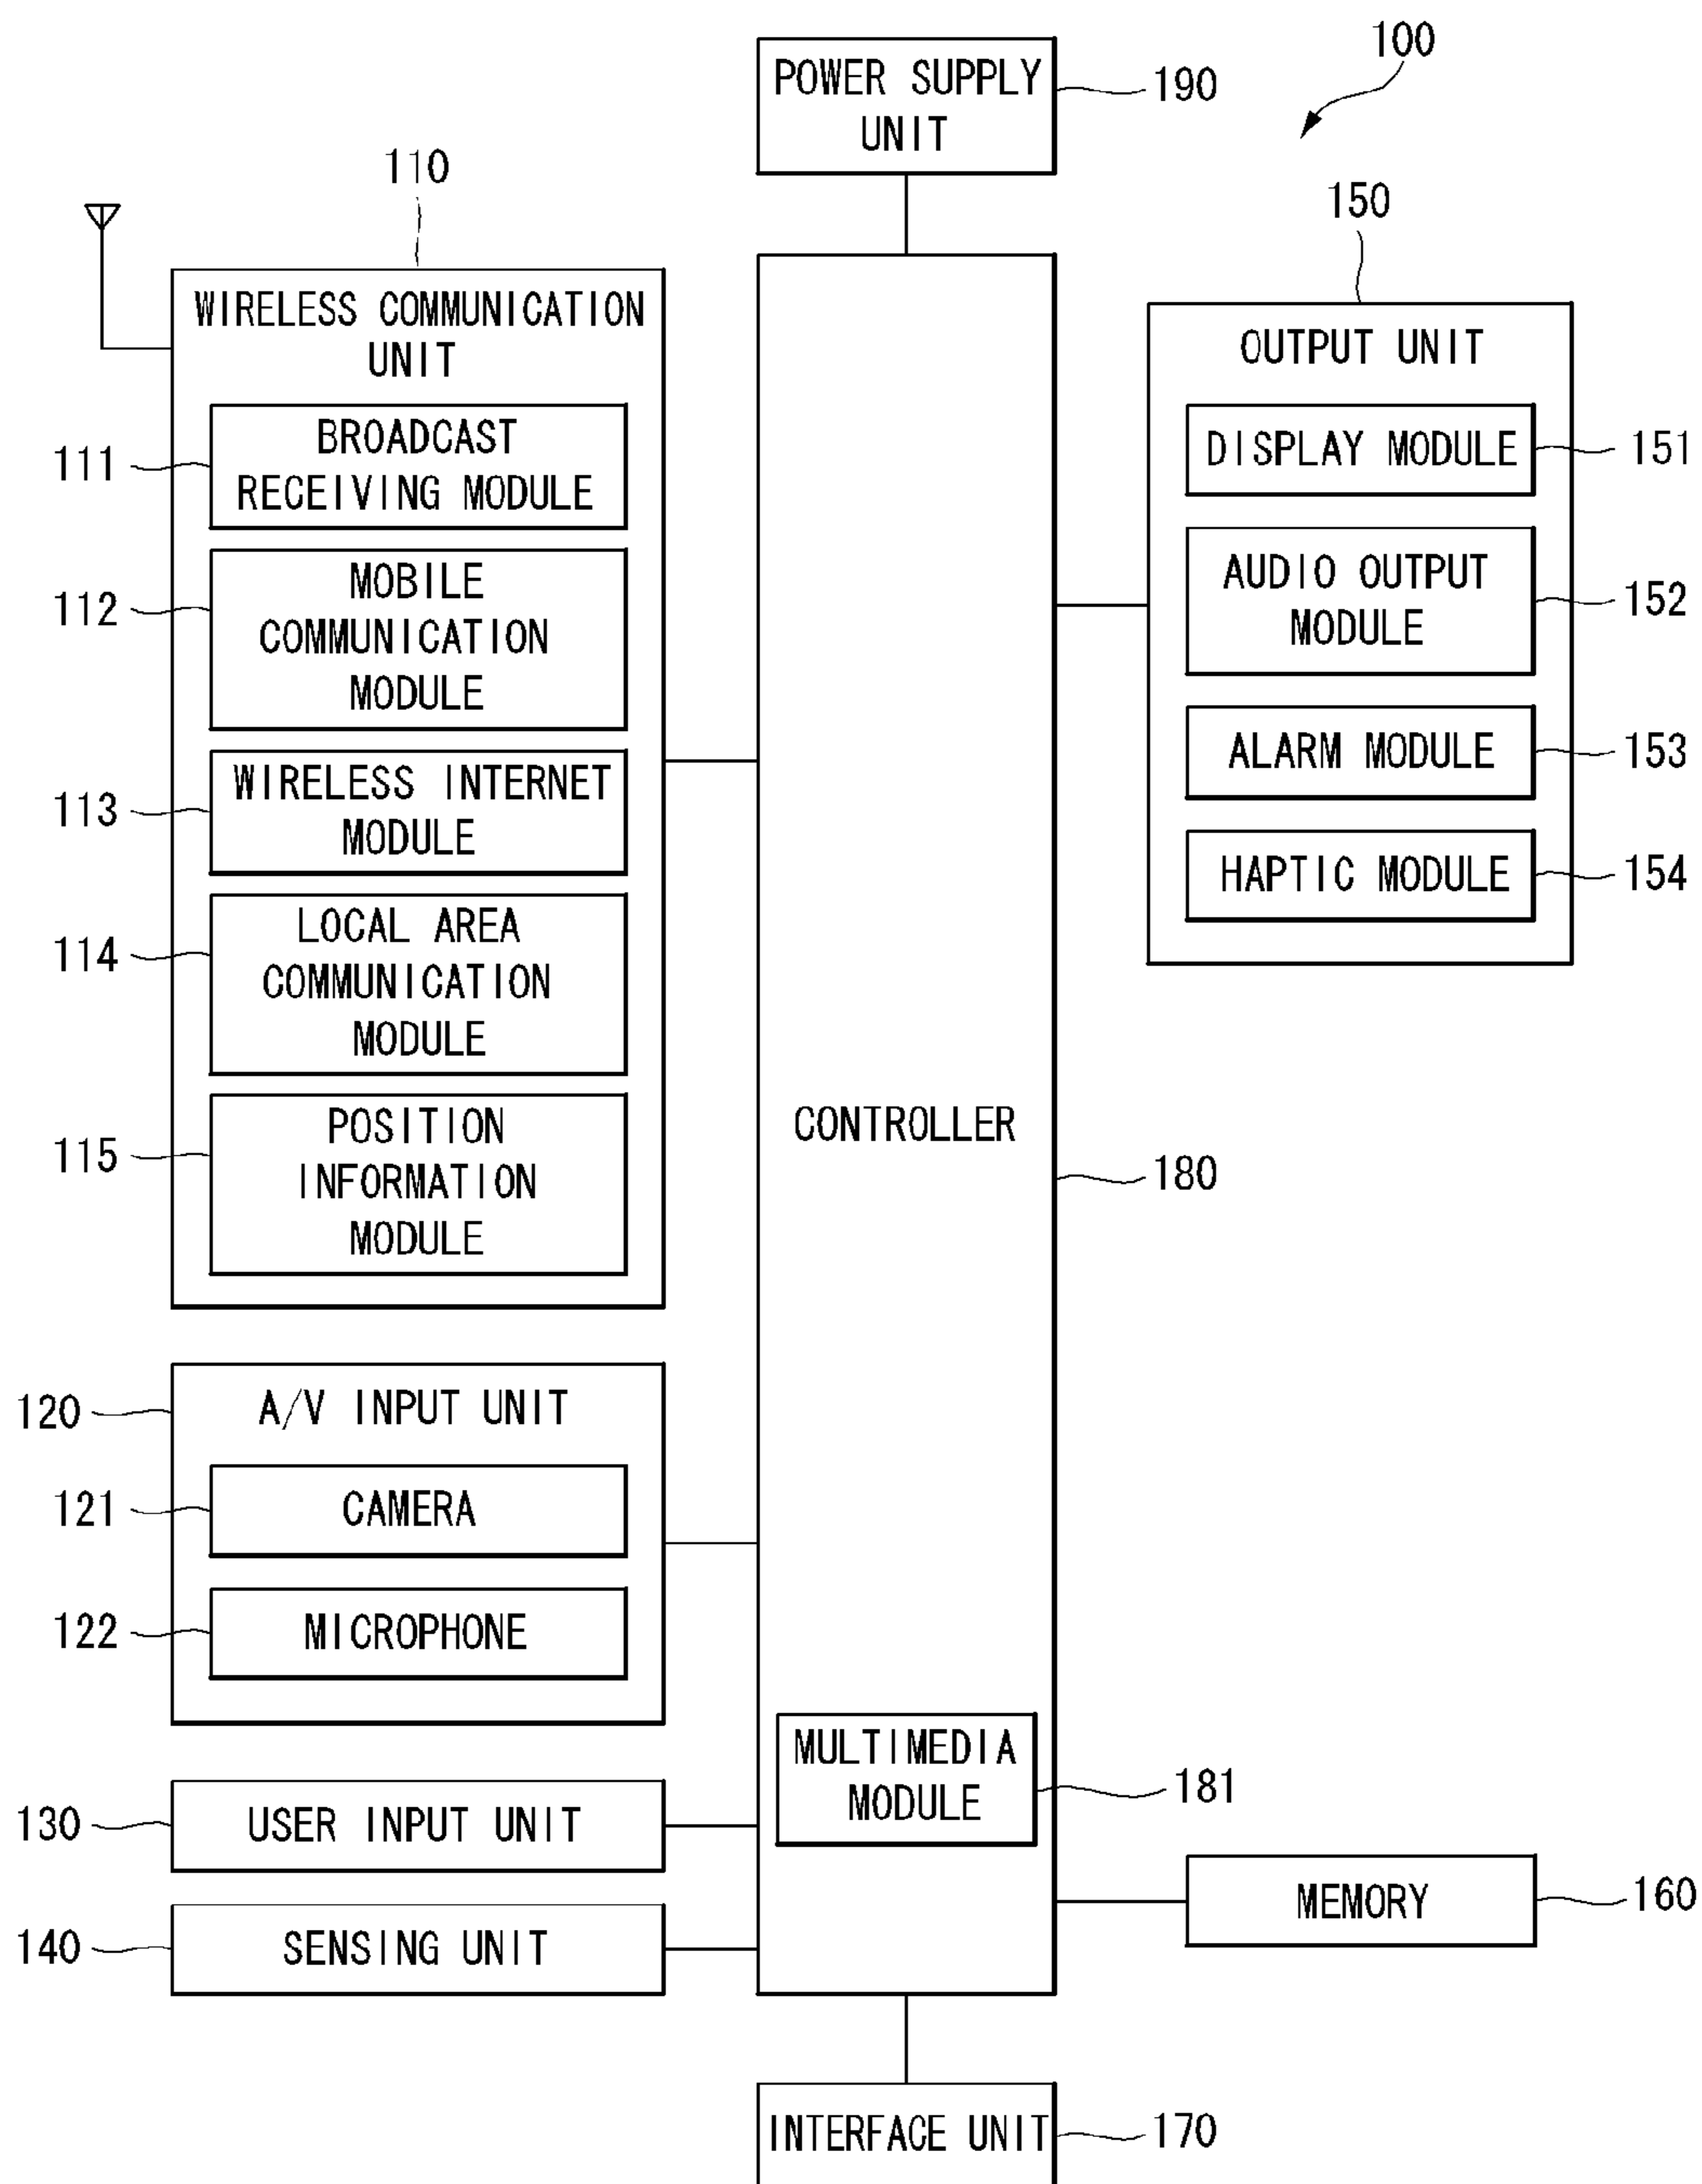 100
POWER SUPPLY
UNIT
190
110
150
WIRELESS COMMUNICATION
UNIT
111
BROADCAST
RECEIVING MODULE
112
MOBILE
COMMUNICATION
MODULE
113
WIRELESS INTERNET
MODULE
114
LOCAL AREA
COMMUNICATION
MODULE
115
POSITION
INFORMATION
MODULE
OUTPUT UNIT
DISPLAY MODULE
151
AUDIO OUTPUT
MODULE
152
ALARM MODULE
153
HAPTIC MODULE
154
CONTROLLER
180
120
A/V INPUT UNIT
121
CAMERA
122
MICROPHONE
MULTIMEDIA
MODULE
181
130
USER INPUT UNIT
140
SENSING UNIT
MEMORY
160
INTERFACE UNIT
170